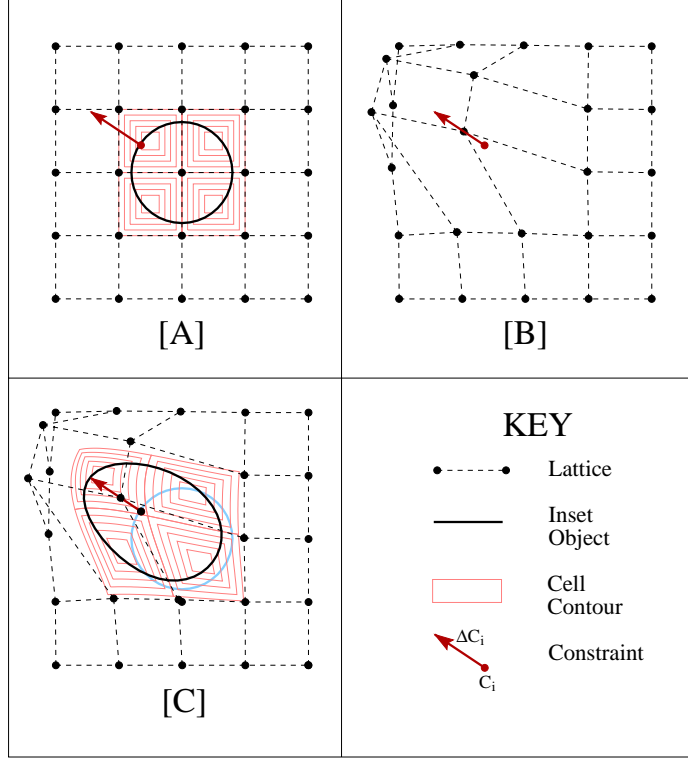 [A]
[B]
[C]
KEY
Lattice
Inset
Object
Cell
Contour
ΔCᵢ
Constraint
Cᵢ